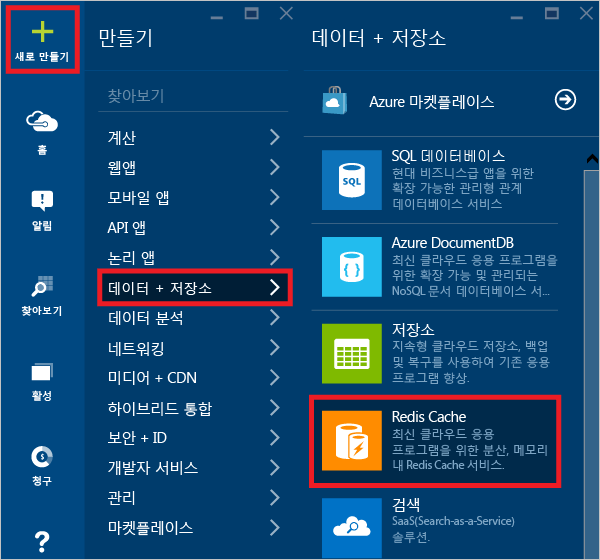 새로 만들기
홈
알림
찾아보기
활성
청구
?
만들기
찾아보기
계산
웹앱
모바일 앱
API 앱
논리 앱
데이터 + 저장소
데이터 분석
네트워킹
미디어 + CDN
하이브리드 통합
보안 + ID
개발자 서비스
관리
마켓플레이스
데이터 + 저장소
Azure 마켓플레이스
SQL
SQL 데이터베이스
현대 비즈니스급 앱을 위한
확장 가능한 관리형 관계
데이터베이스 서비스
{ }
Azure DocumentDB
최신 클라우드 응용 프로그램을
위한 확장 가능 및 관리되는
NoSQL 문서 데이터베이스 서...
저장소
지속형 클라우드 저장소, 백업
및 복구를 사용하여 기존 응용
프로그램 향상.
Redis Cache
최신 클라우드 응용
프로그램을 위한 분산, 메모리
내 Redis Cache 서비스.
검색
SaaS(Search-as-a-Service)
솔루션.